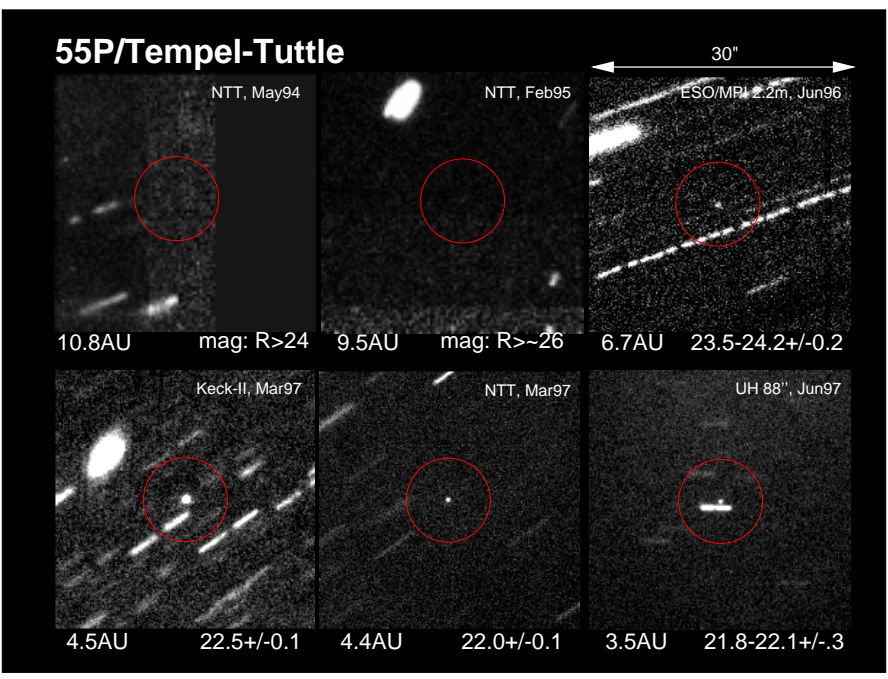 55P/Tempel-Tuttle
30"
NTT, May94
NTT, Feb95
ESO/MPI 2.2m, Jun96
10.8AU mag: R>24
9.5AU mag: R>~26
6.7AU 23.5-24.2+/-0.2
Keck-II, Mar97
NTT, Mar97
UH 88'', Jun97
4.5AU 22.5+/-0.1
4.4AU 22.0+/-0.1
3.5AU 21.8-22.1+/-.3